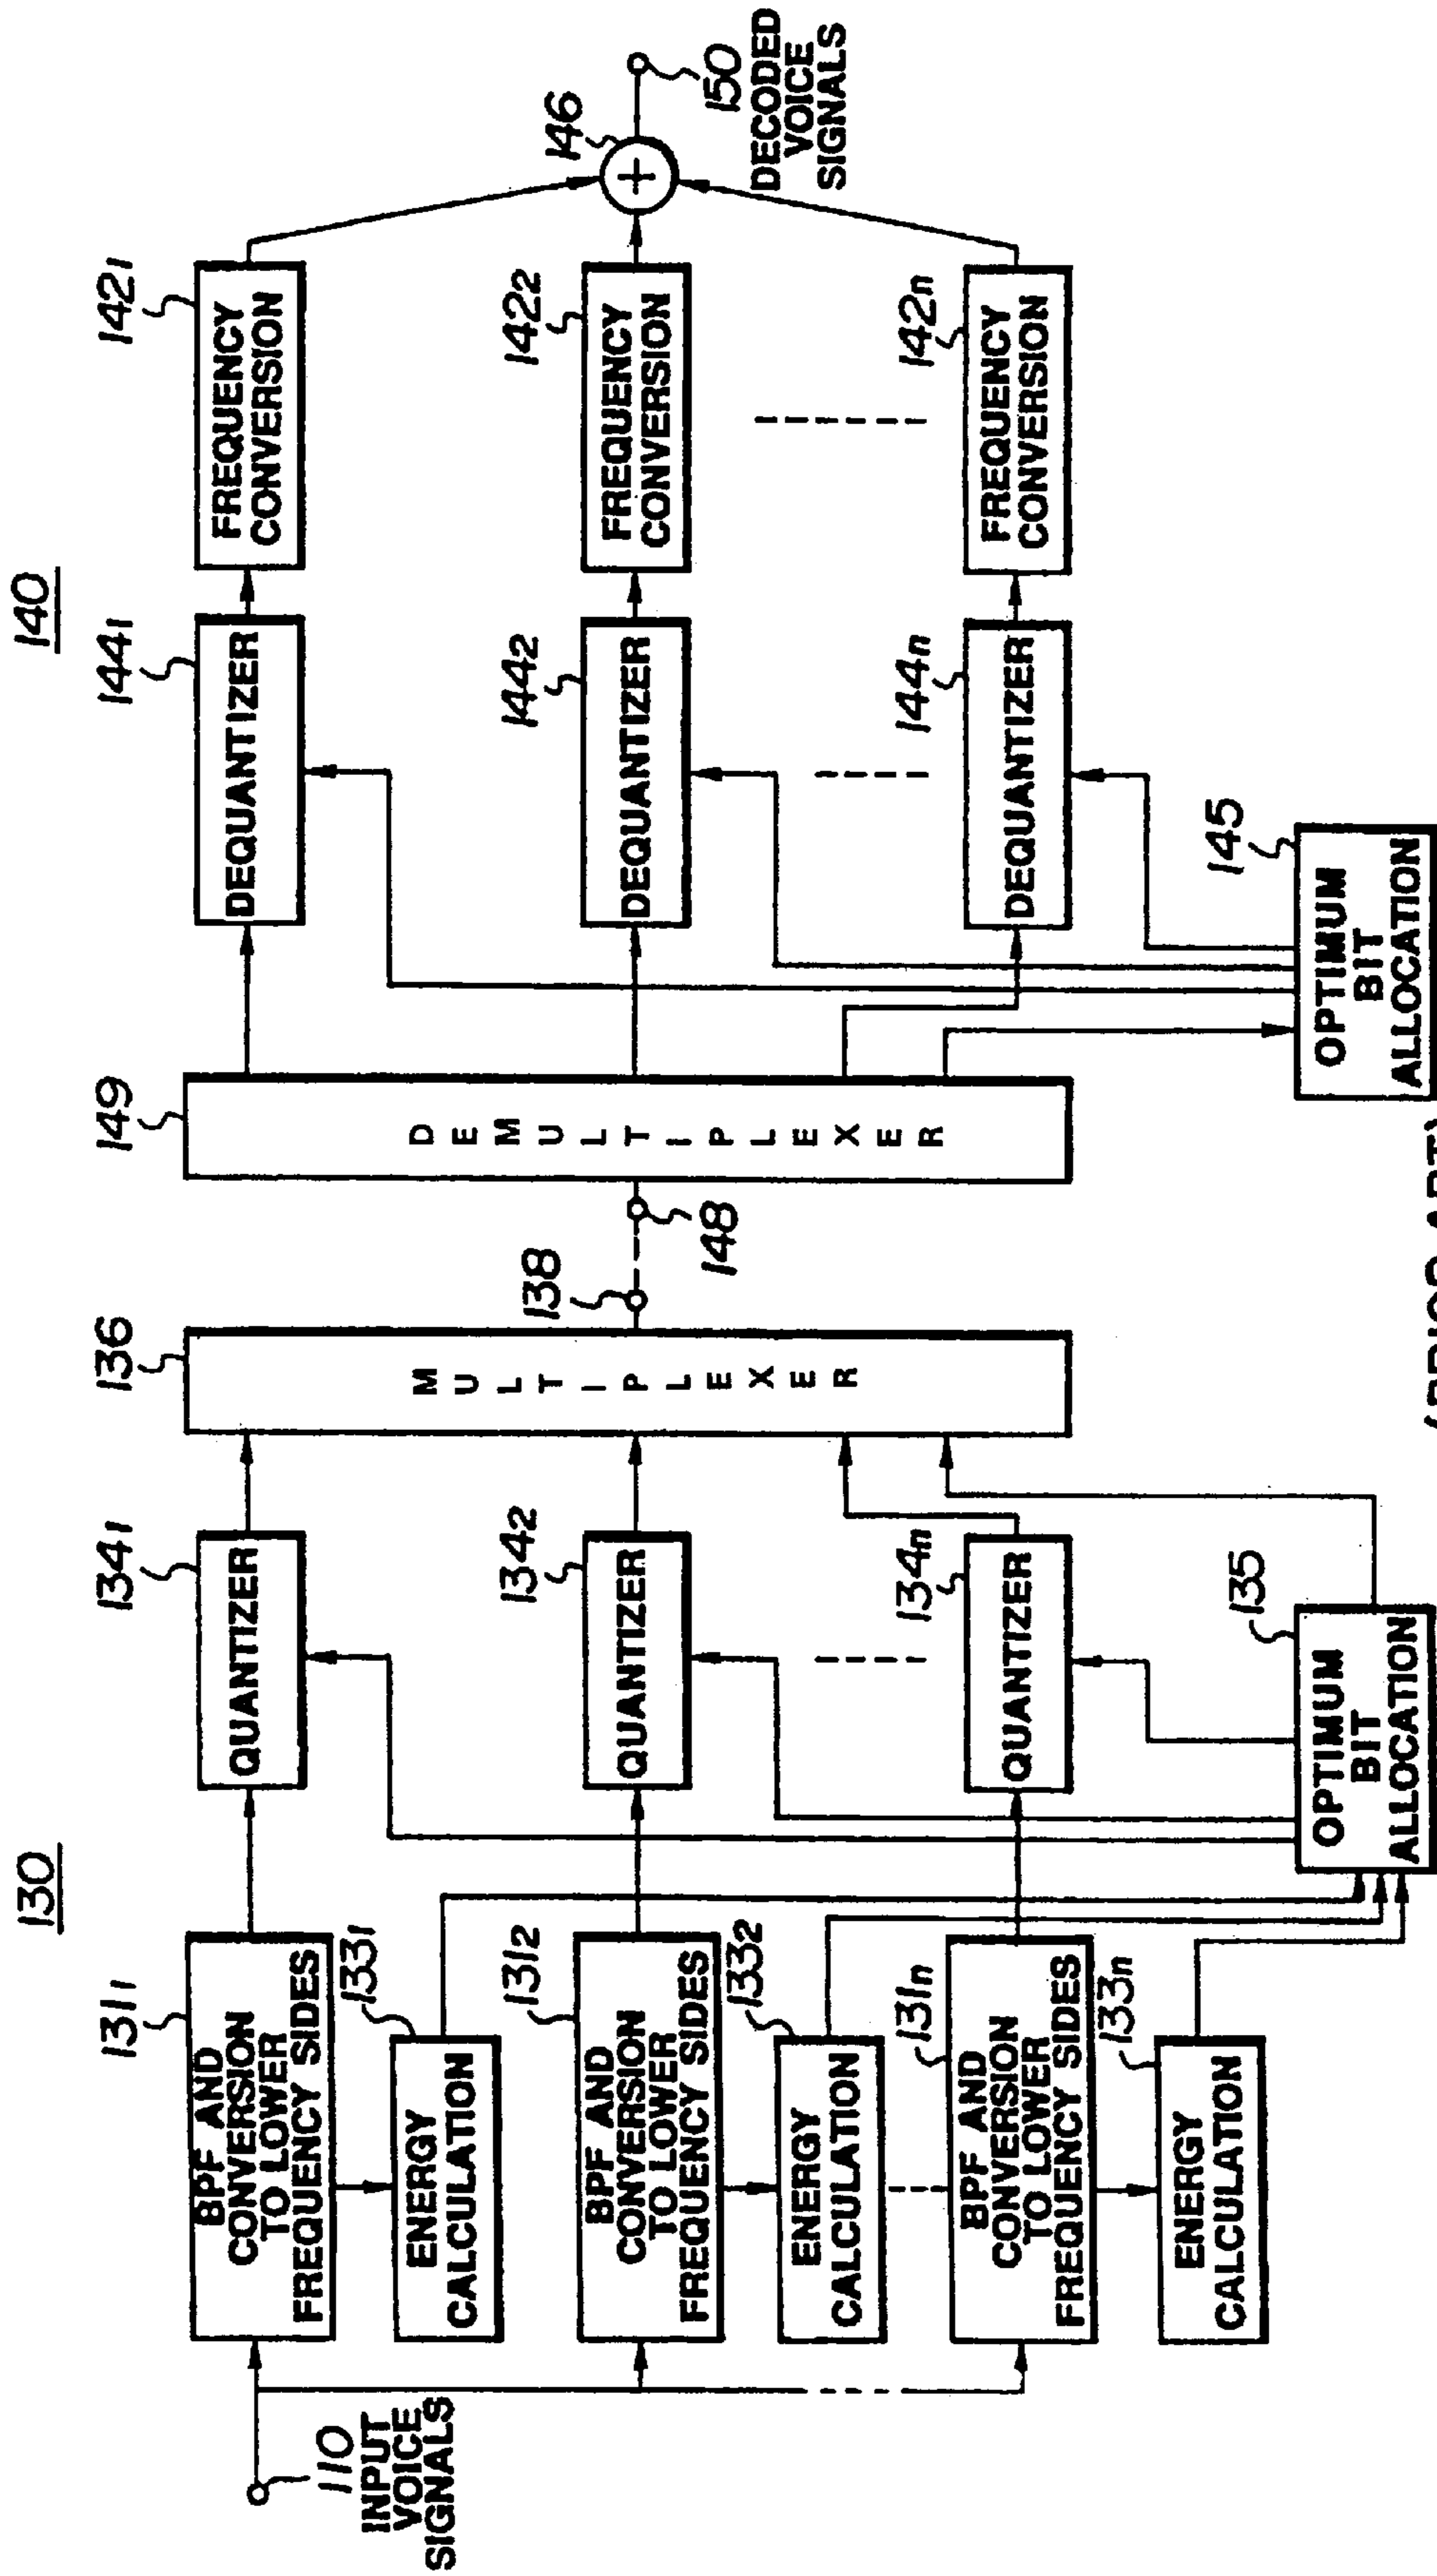 130
140
110
INPUT
VOICE
SIGNALS
131₁
BPF AND
CONVERSION
TO LOWER
FREQUENCY SIDES
133₁
ENERGY
CALCULATION
131₂
BPF AND
CONVERSION
TO LOWER
FREQUENCY SIDES
133₂
ENERGY
CALCULATION
131n
BPF AND
CONVERSION
TO LOWER
FREQUENCY SIDES
133n
ENERGY
CALCULATION
134₁
QUANTIZER
134₂
QUANTIZER
134n
QUANTIZER
135
OPTIMUM
BIT
ALLOCATION
136
MULTIPLEXER
138
148
149
DEMULTIPLEXER
144₁
DEQUANTIZER
144₂
DEQUANTIZER
144n
DEQUANTIZER
145
OPTIMUM
BIT
ALLOCATION
142₁
FREQUENCY
CONVERSION
142₂
FREQUENCY
CONVERSION
142n
FREQUENCY
CONVERSION
146
+
150
DECODED
VOICE
SIGNALS
(PRIOR ART)